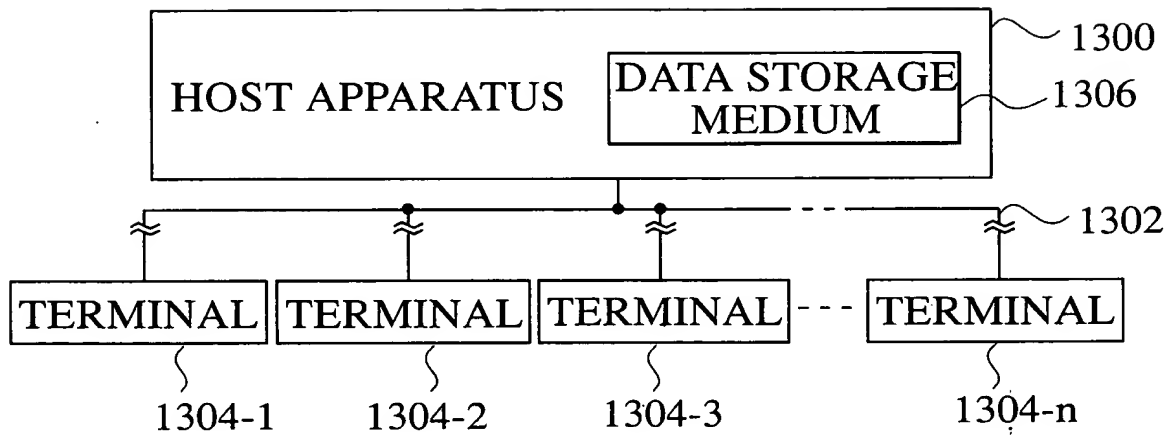 1300
HOST APPARATUS
DATA STORAGE
MEDIUM
1306
1302
TERMINAL TERMINAL TERMINAL TERMINAL
1304-1 1304-2 1304-3 1304-n